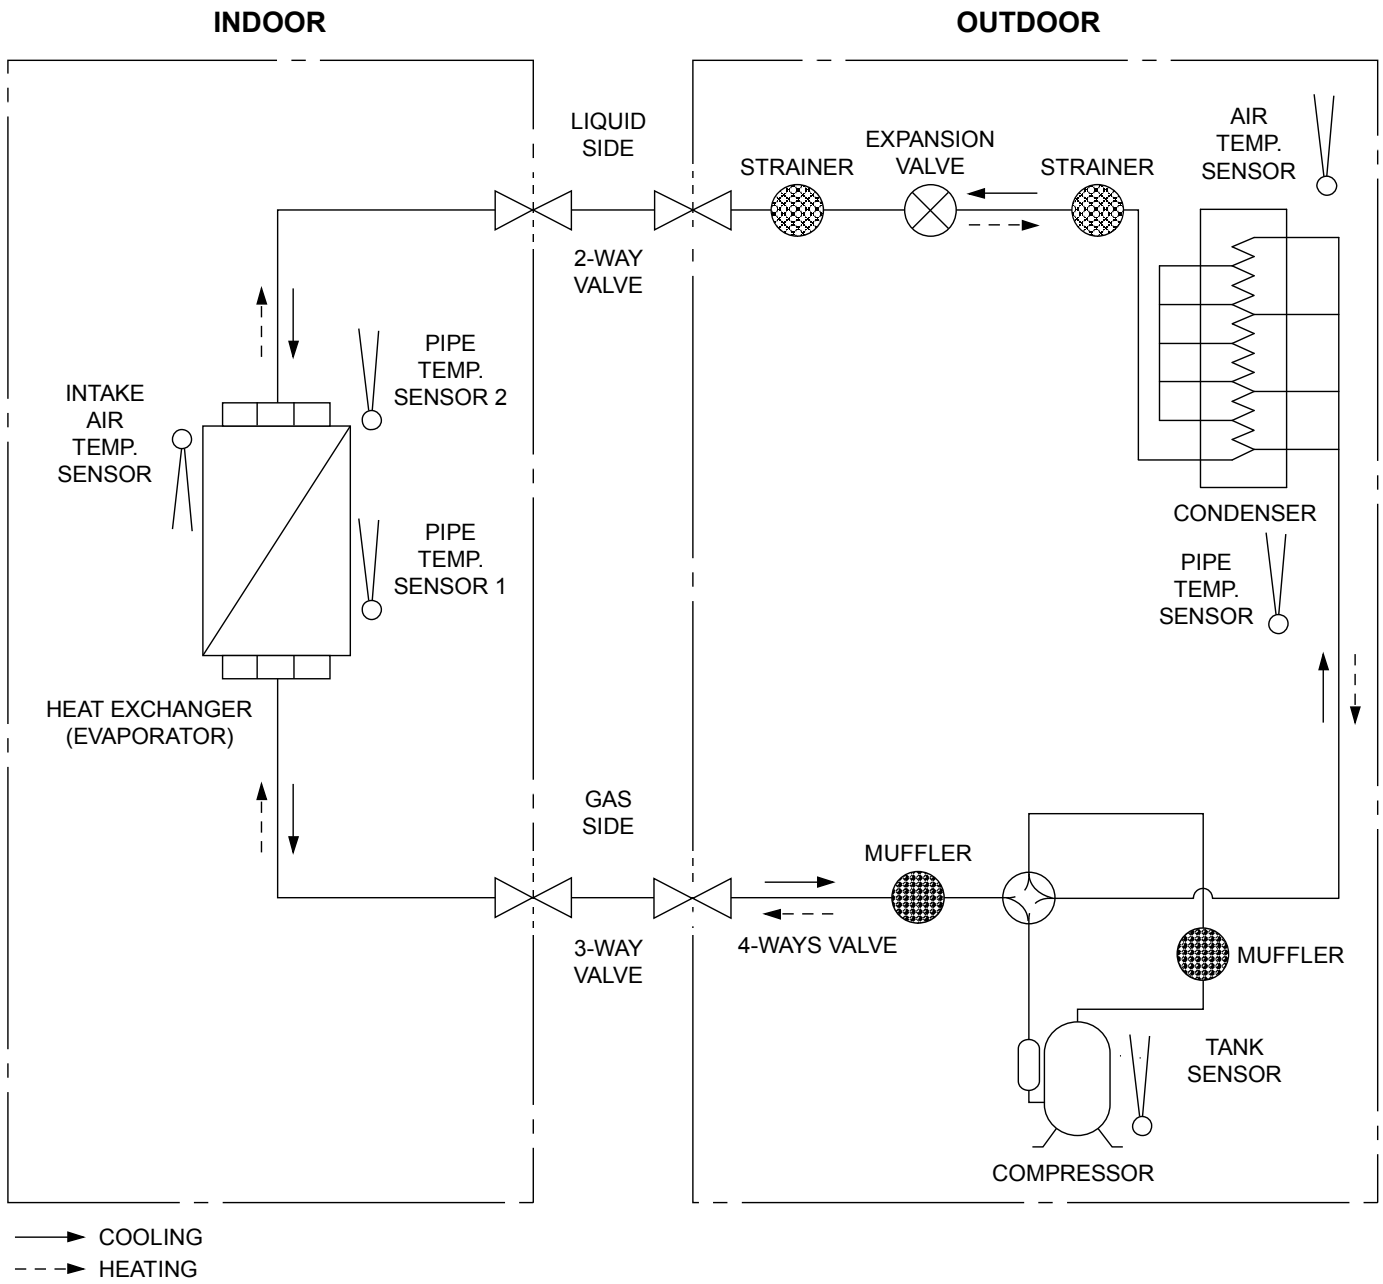 INDOOR
OUTDOOR
LIQUID
SIDE
STRAINER
EXPANSION
VALVE
STRAINER
AIR
TEMP.
SENSOR
2-WAY
VALVE
PIPE
TEMP.
SENSOR 2
INTAKE
AIR
TEMP.
SENSOR
PIPE
TEMP.
SENSOR 1
CONDENSER
PIPE
TEMP.
SENSOR
HEAT EXCHANGER
(EVAPORATOR)
GAS
SIDE
MUFFLER
3-WAY
VALVE
4-WAYS VALVE
MUFFLER
TANK
SENSOR
COMPRESSOR
COOLING
HEATING